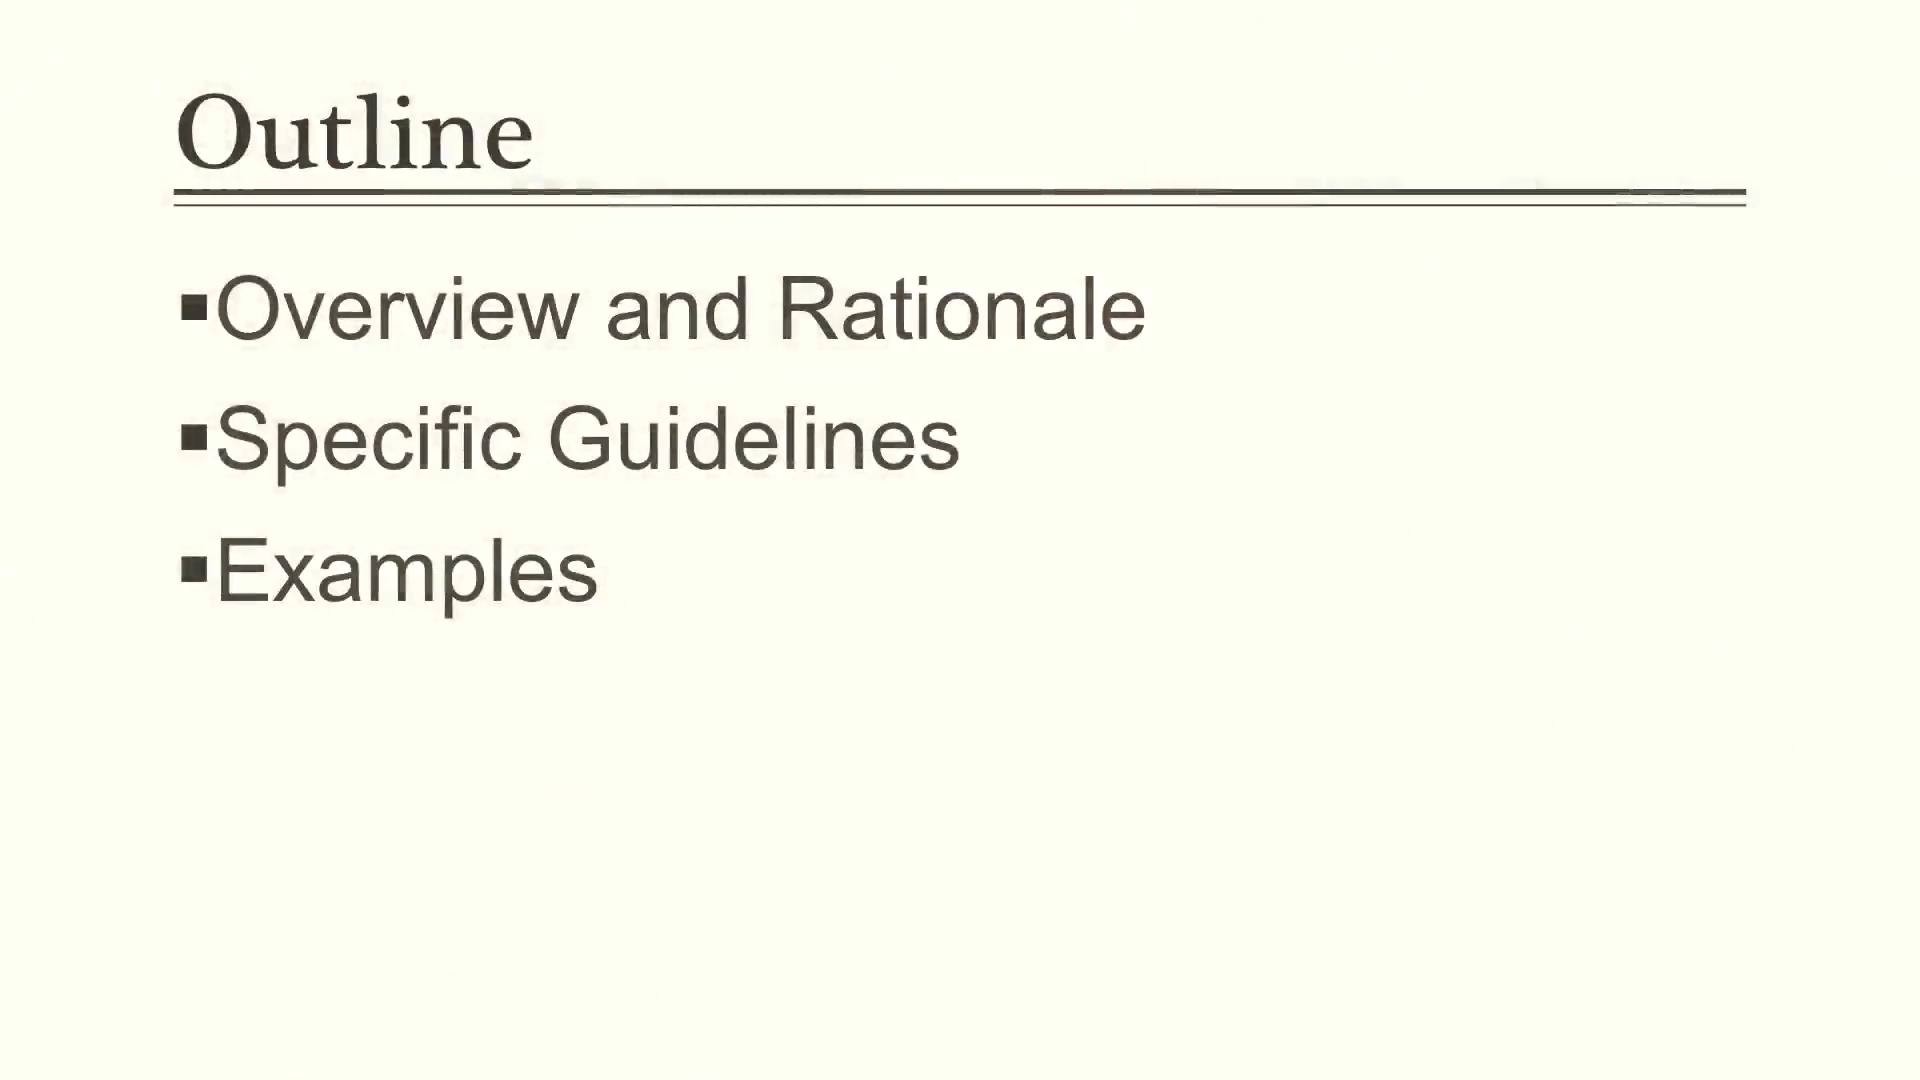 Outline
▪Overview and Rationale
▪Specific Guidelines
▪Examples